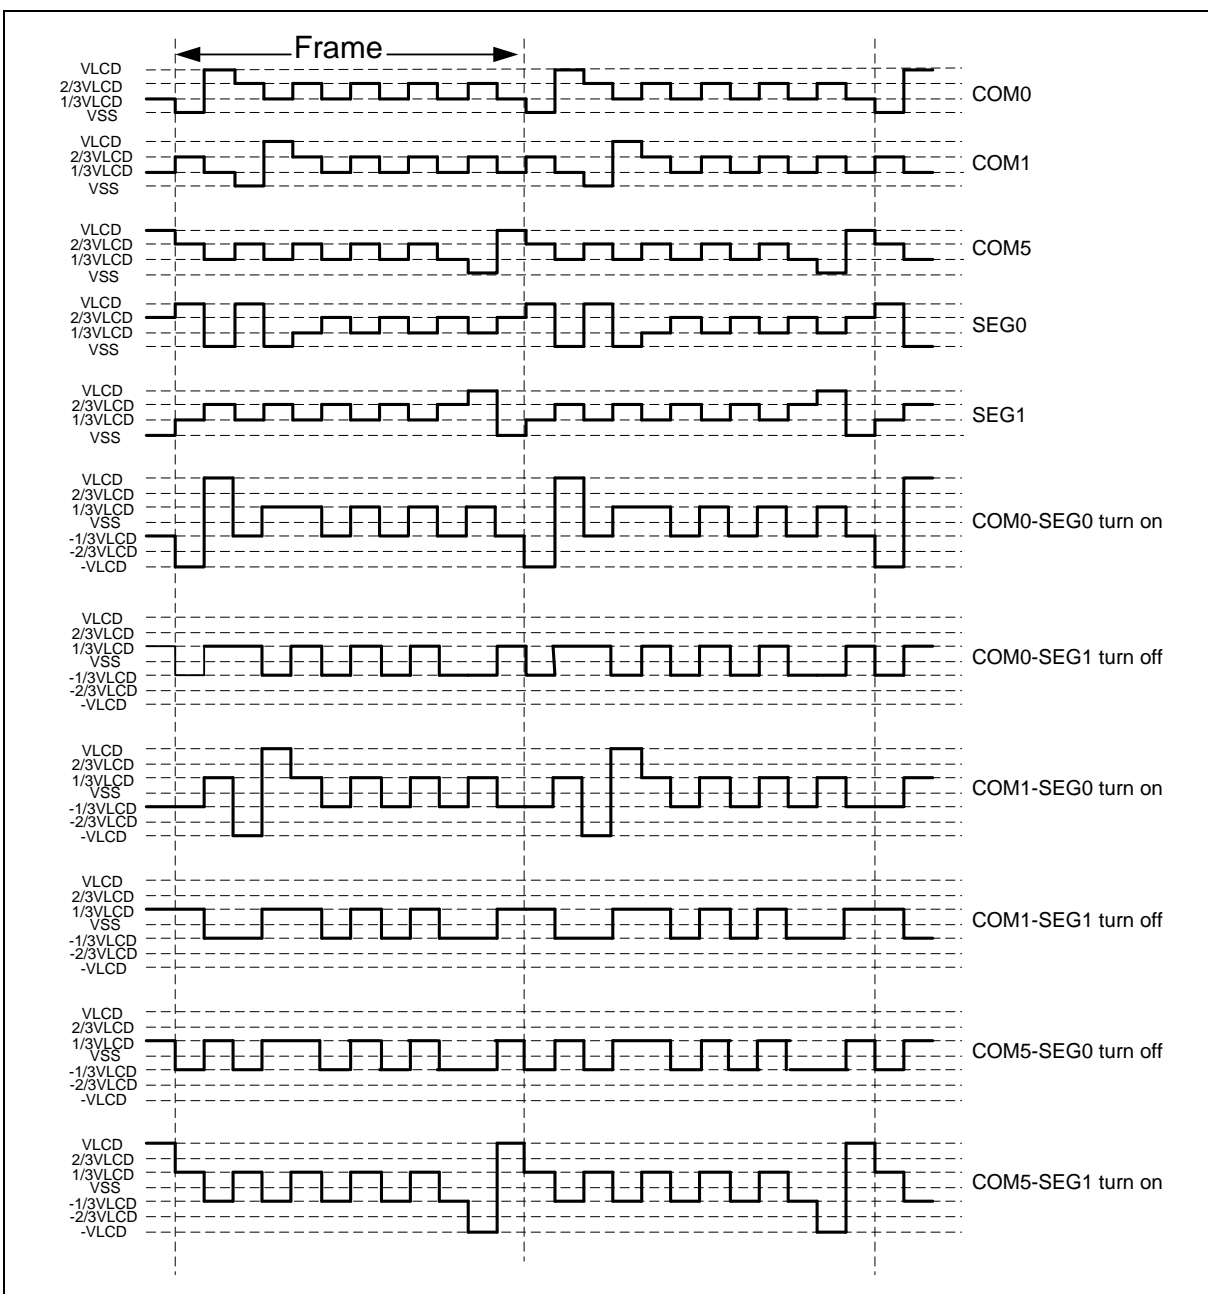 Frame
VLCD
2/3VLCD
1/3VLCD
VSS
COM0
VLCD
2/3VLCD
1/3VLCD
VSS
COM1
VLCD
2/3VLCD
1/3VLCD
VSS
COM5
VLCD
2/3VLCD
1/3VLCD
VSS
SEG0
VLCD
2/3VLCD
1/3VLCD
VSS
SEG1
VLCD
2/3VLCD
1/3VLCD
VSS
-1/3VLCD
-2/3VLCD
-VLCD
COM0-SEG0 turn on
VLCD
2/3VLCD
1/3VLCD
VSS
-1/3VLCD
-2/3VLCD
-VLCD
COM0-SEG1 turn off
VLCD
2/3VLCD
1/3VLCD
VSS
-1/3VLCD
-2/3VLCD
-VLCD
COM1-SEG0 turn on
VLCD
2/3VLCD
1/3VLCD
VSS
-1/3VLCD
-2/3VLCD
-VLCD
COM1-SEG1 turn off
VLCD
2/3VLCD
1/3VLCD
VSS
-1/3VLCD
-2/3VLCD
-VLCD
COM5-SEG0 turn off
VLCD
2/3VLCD
1/3VLCD
VSS
-1/3VLCD
-2/3VLCD
-VLCD
COM5-SEG1 turn on